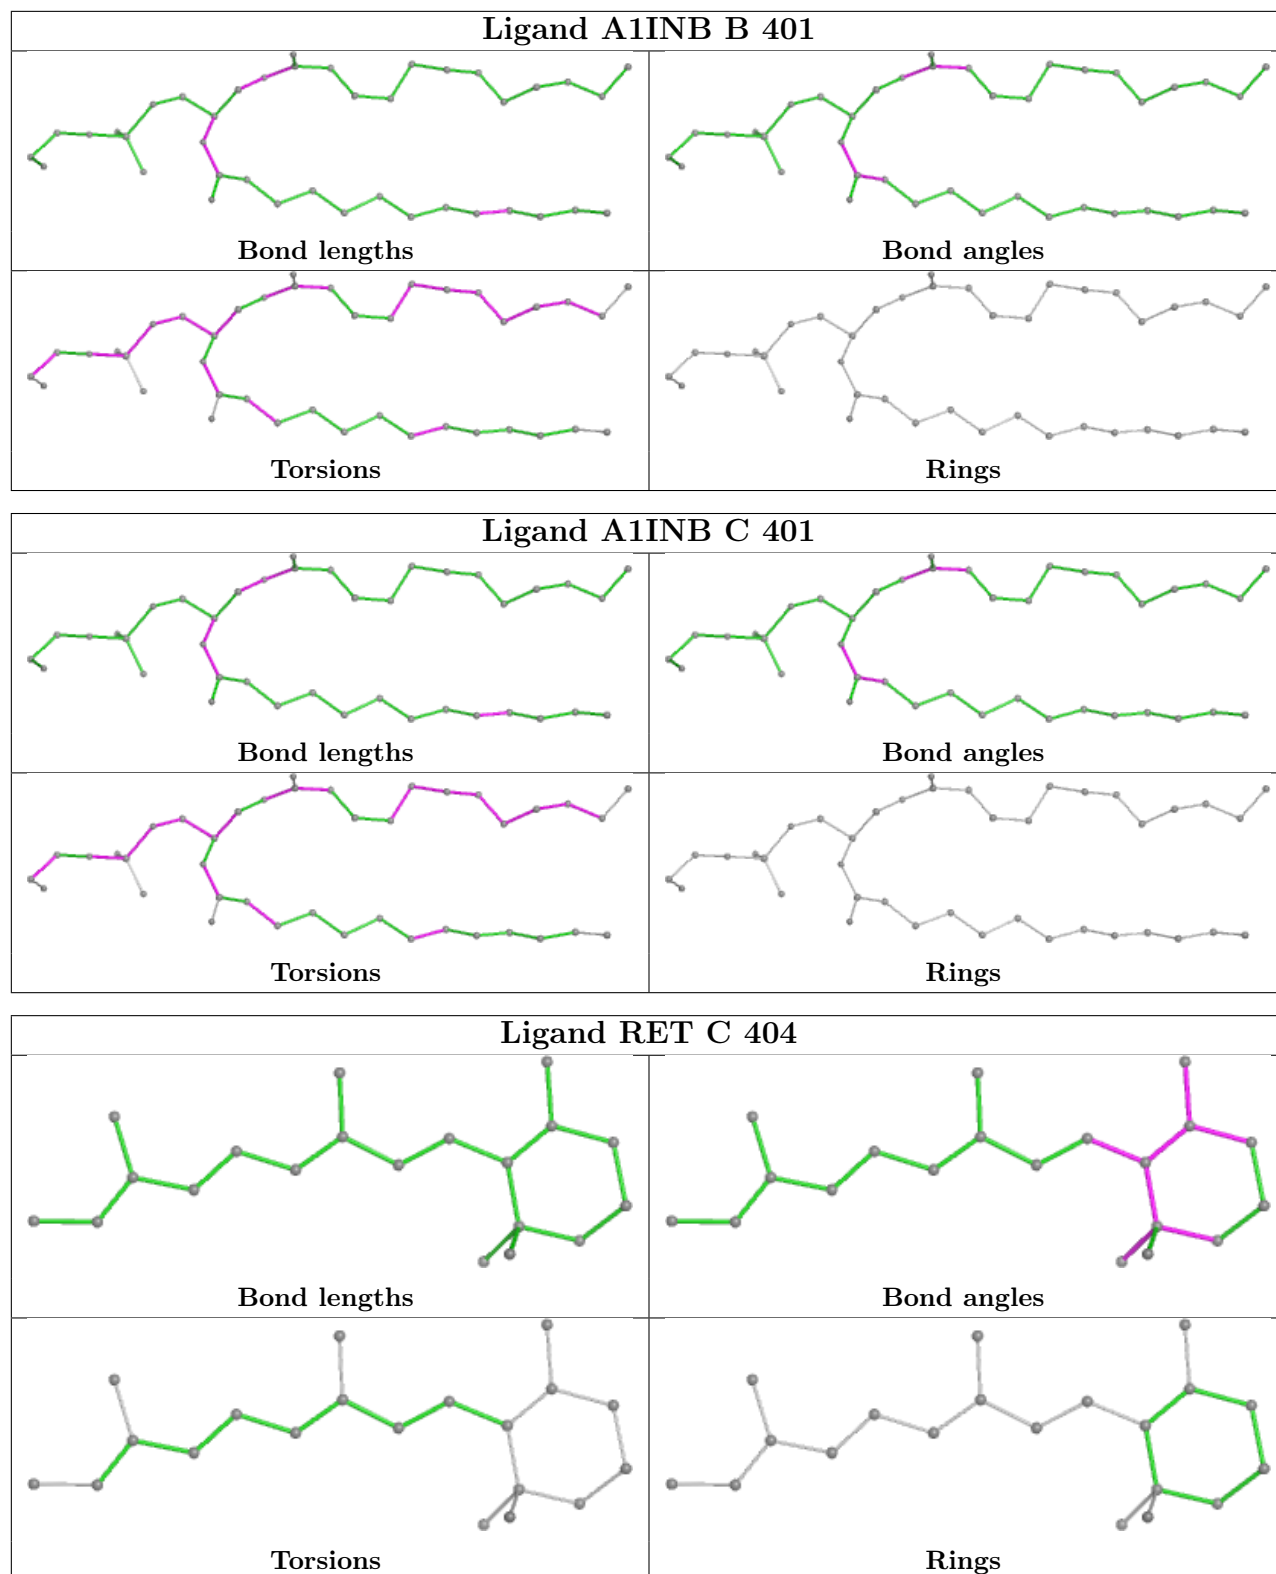 Ligand A1INB B 401
Bond lengths
Bond angles
Torsions
Rings
Ligand A1INB C 401
Bond lengths
Bond angles
Torsions
Rings
Ligand RET C 404
Bond lengths
Bond angles
Torsions
Rings